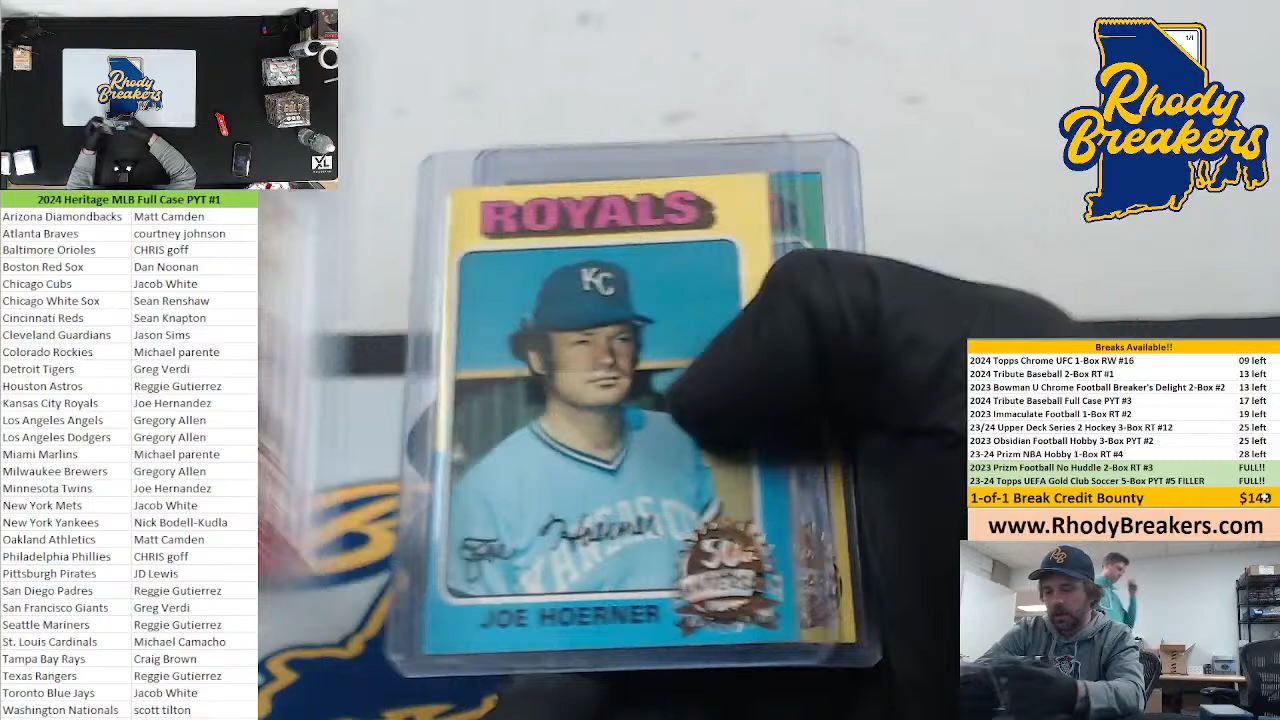 Rhody
Breakers
XL
2024 Heritage MLB Full Case PYT #1
Arizona Diamondbacks Matt Camden
Atlanta Braves courtney johnson
Baltimore Orioles CHRIS goff
Boston Red Sox Dan Noonan
Chicago Cubs Jacob White
Chicago White Sox Sean Renshaw
Cincinnati Reds Sean Knapton
Cleveland Guardians Jason Sims
Colorado Rockies Michael parente
Detroit Tigers Greg Verdi
Houston Astros Reggie Gutierrez
Kansas City Royals Joe Hernandez
Los Angeles Angels Gregory Allen
Los Angeles Dodgers Gregory Allen
Miami Marlins Michael parente
Milwaukee Brewers Gregory Allen
Minnesota Twins Joe Hernandez
New York Mets Jacob White
New York Yankees Nick Bodell-Kudla
Oakland Athletics Matt Camden
Philadelphia Phillies CHRIS goff
Pittsburgh Pirates JD Lewis
San Diego Padres Reggie Gutierrez
San Francisco Giants Greg Verdi
Seattle Mariners Reggie Gutierrez
St. Louis Cardinals Michael Camacho
Tampa Bay Rays Craig Brown
Texas Rangers Reggie Gutierrez
Toronto Blue Jays Jacob White
Washington Nationals scott tilton
ROYALS
KC
Joe Hoerner
JOE HOERNER
50
1/1
Rhody
Breakers
Breaks Available!!
2024 Topps Chrome UFC 1-Box RW #16 09 left
2024 Tribute Baseball 2-Box RT #1 13 left
2023 Bowman U Chrome Football Breaker's Delight 2-Box #2 13 left
2024 Tribute Baseball Full Case PYT #3 17 left
2023 Immaculate Football 1-Box RT #2 19 left
23/24 Upper Deck Series 2 Hockey 3-Box RT #12 25 left
2023 Obsidian Football Hobby 3-Box PYT #2 25 left
23-24 Prizm NBA Hobby 1-Box RT #4 28 left
2023 Prizm Football No Huddle 2-Box RT #3 FULL!!
23-24 Topps UEFA Gold Club Soccer 5-Box PYT #5 FILLER FULL!!
1-of-1 Break Credit Bounty
www.RhodyBreakers.com
RB